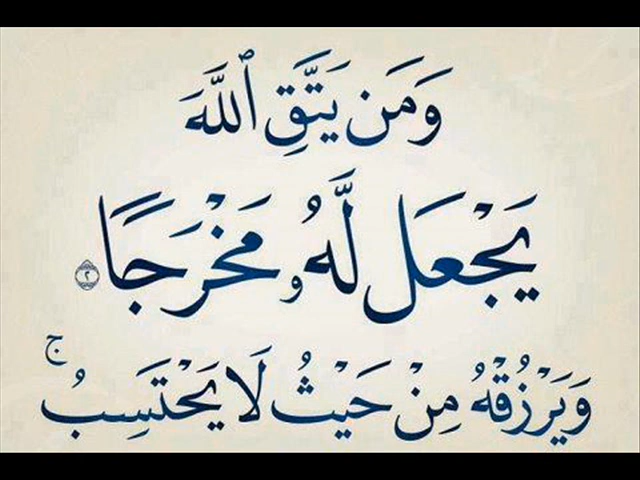 وَمَن يَتَّقِ ٱللَّهَ
يَجْعَل لَّهُۥ مَخْرَجًا ٢
وَيَرْزُقْهُ مِنْ حَيْثُ لَا يَحْتَسِبُ ۚ